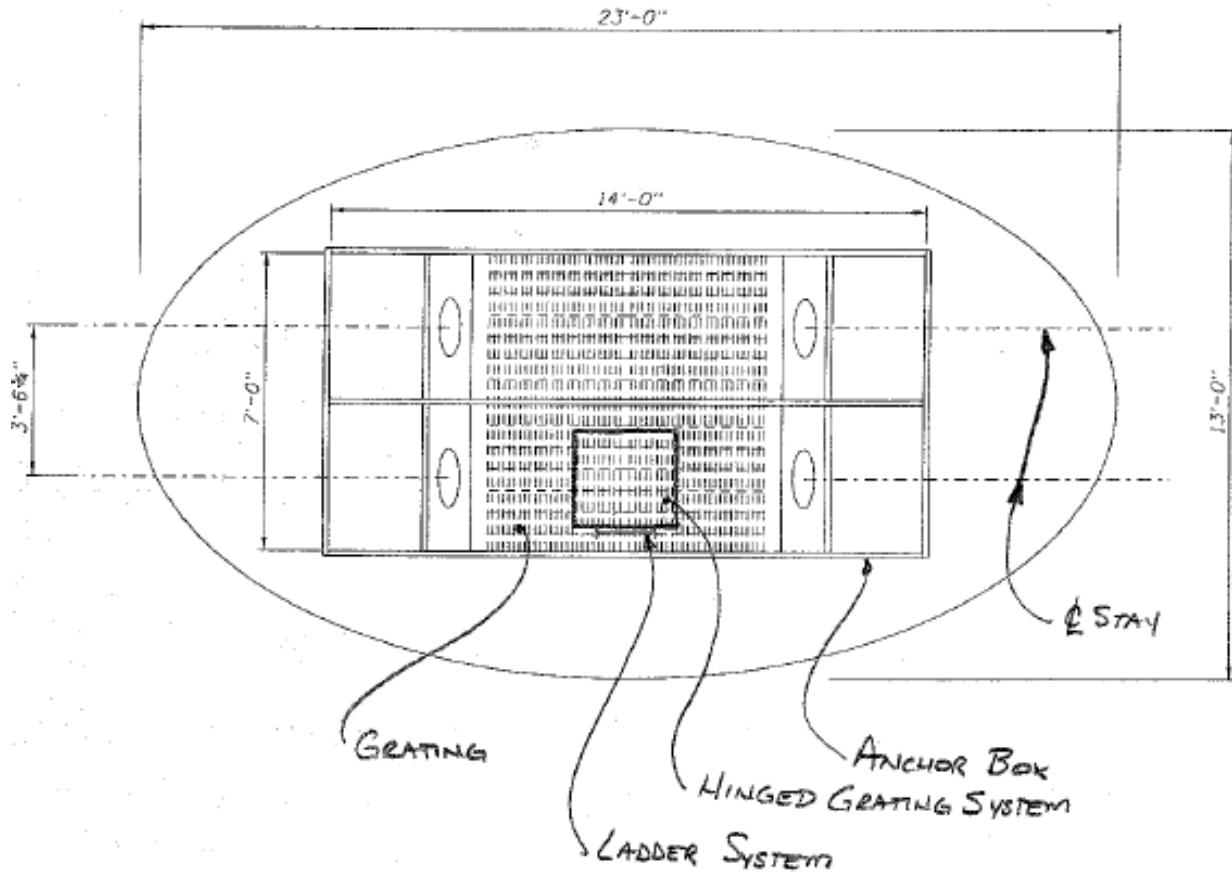 23'-0"
14'-0"
3'-6¾"
7'-0"
13'-0"
℄ STAY
GRATING
ANCHOR BOX
HINGED GRATING SYSTEM
LADDER SYSTEM